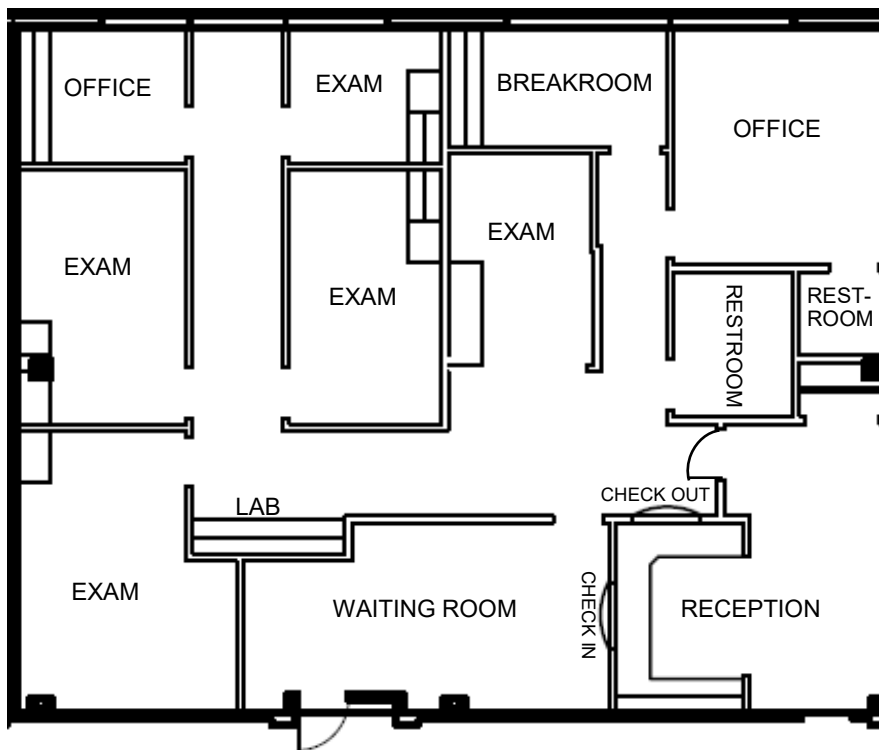 OFFICE
EXAM
BREAKROOM
OFFICE
EXAM
EXAM
EXAM
RESTROOM
REST-
ROOM
LAB
CHECK OUT
EXAM
WAITING ROOM
CHECK IN
RECEPTION